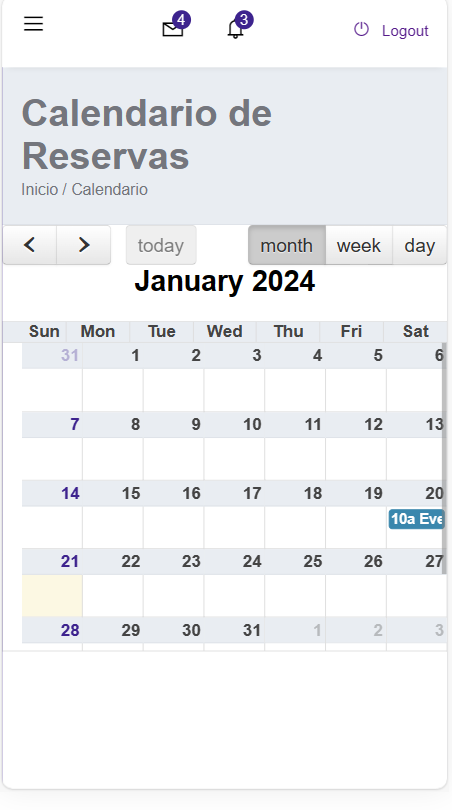 4 3 Logout
Calendario de
Reservas
Inicio / Calendario
today month week day
January 2024
Sun Mon Tue Wed Thu Fri Sat
31 1 2 3 4 5 6
7 8 9 10 11 12 13
14 15 16 17 18 19 20
10a Eve
21 22 23 24 25 26 27
28 29 30 31 1 2 3